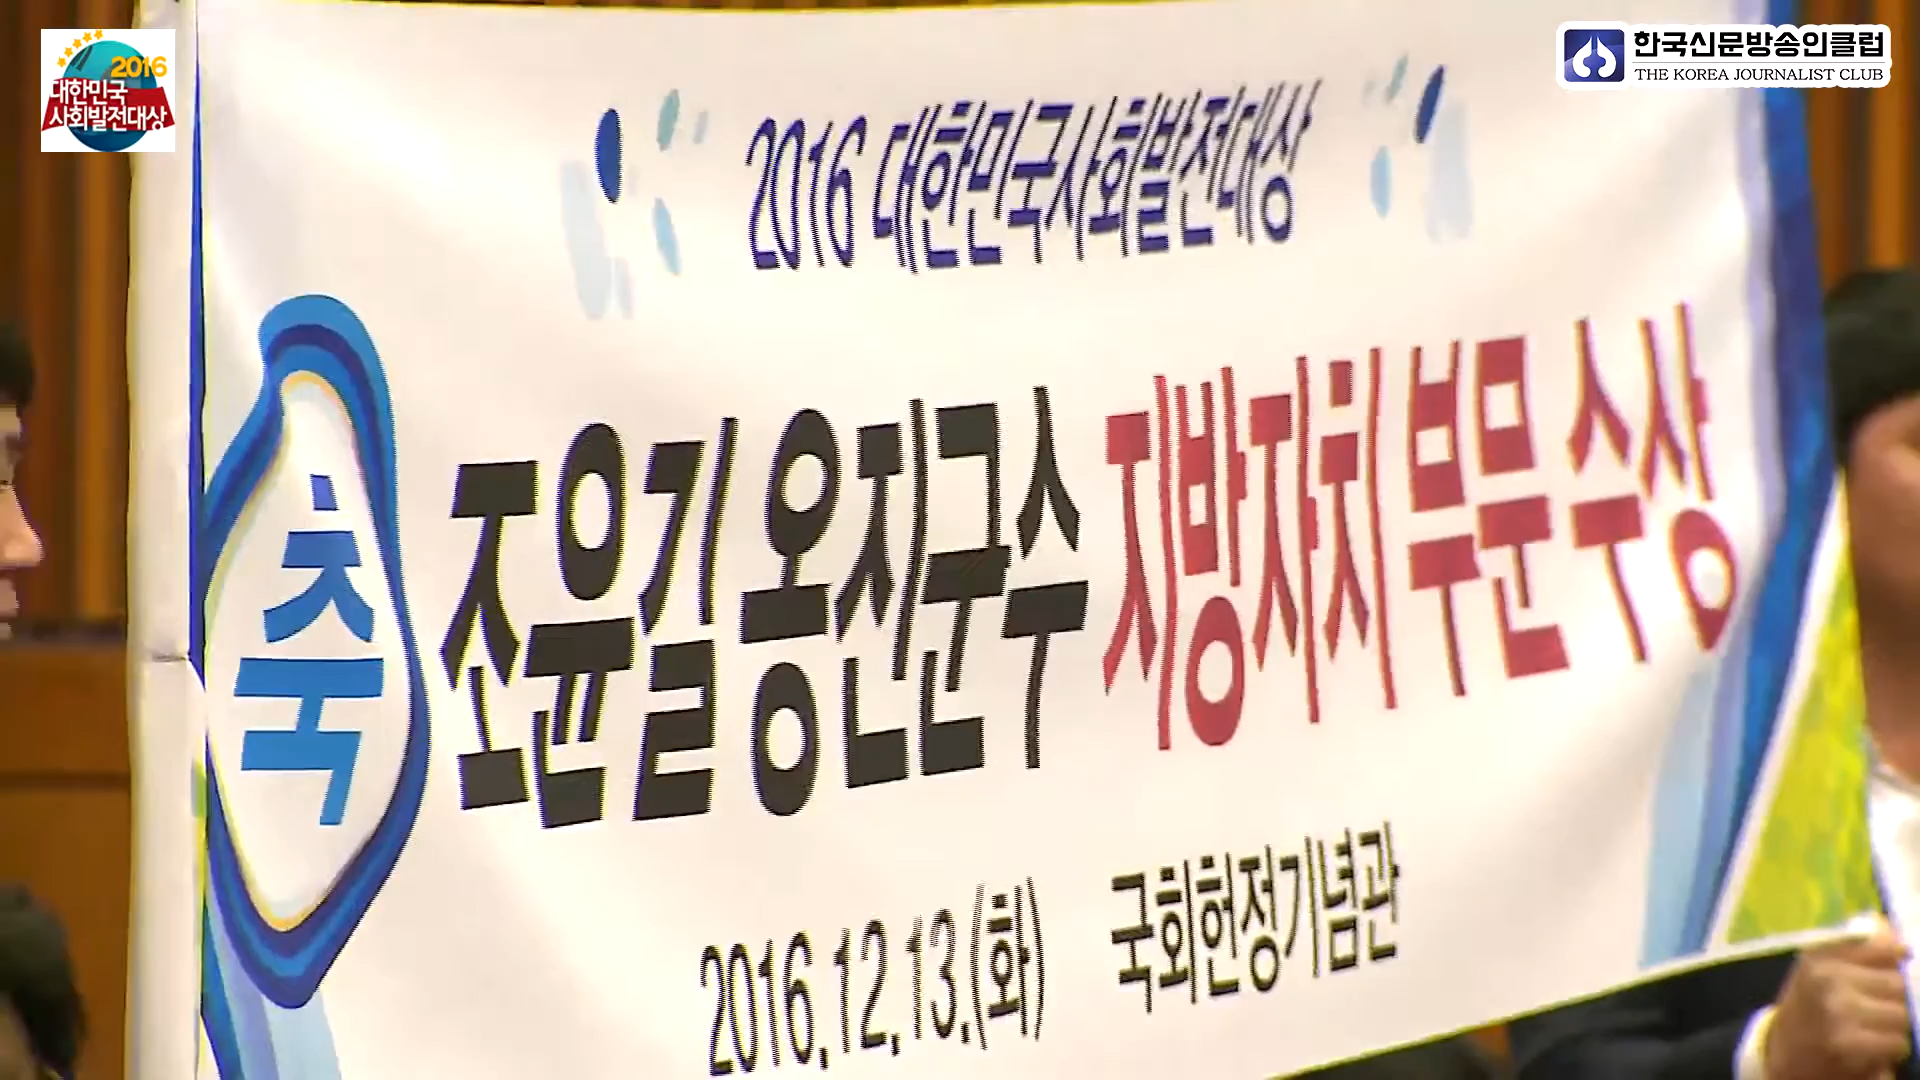 2016
대한민국
사회발전대상
한국신문방송인클럽
THE KOREA JOURNALIST CLUB
2016 대한민국사회발전대상
축
조윤길 옹진군수 지방자치 부문 수상
2016.12.13.(화) 국회헌정기념관